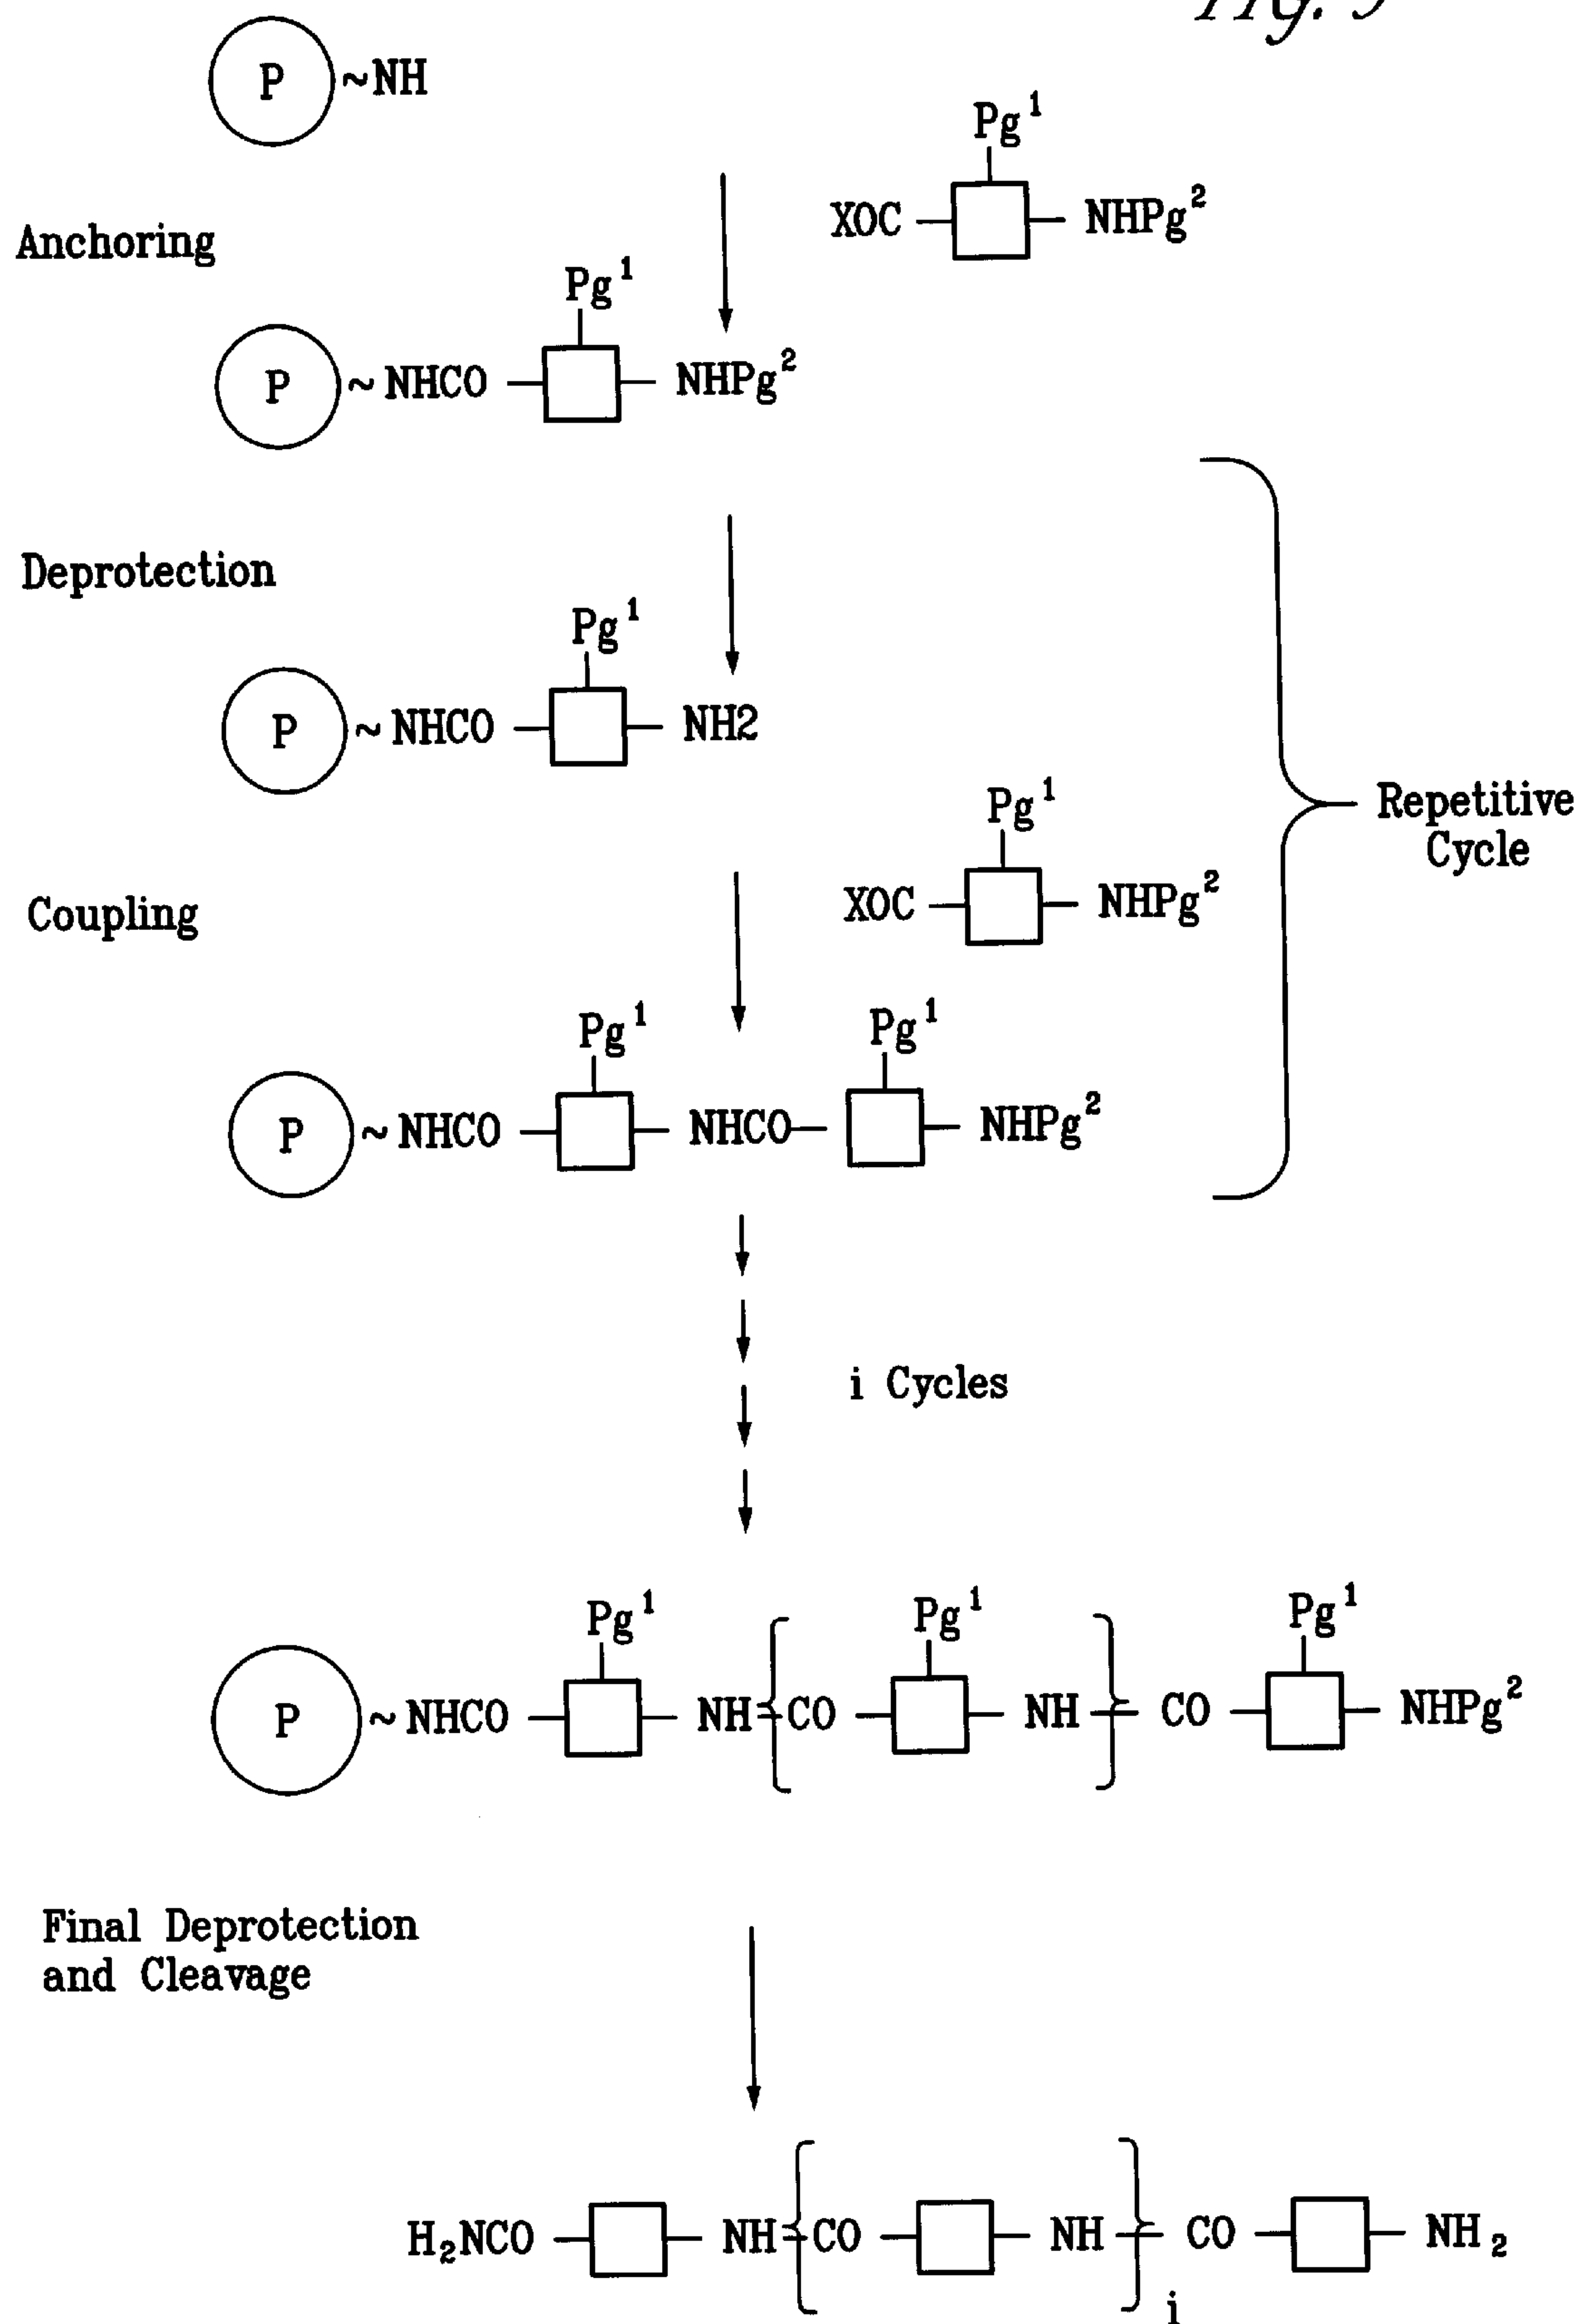 Fig. 5
P ~NH
Pg¹
XOC NHPg²
Anchoring
Pg¹
P ~ NHCO NHPg²
Deprotection
Pg¹
P ~ NHCO NH2
Repetitive
Cycle
Pg¹
XOC NHPg²
Coupling
Pg¹ Pg¹
P ~ NHCO NHCO NHPg²
i Cycles
Pg¹ Pg¹ Pg¹
P ~ NHCO NH CO NH CO NHPg²
Final Deprotection
and Cleavage
H₂NCO NH CO NH CO NH₂
i